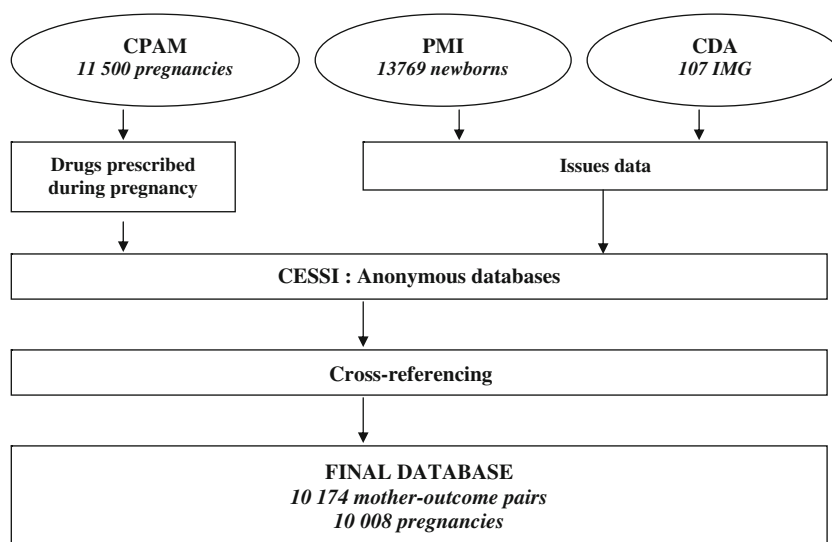 CPAM
11 500 pregnancies
PMI
13769 newborns
CDA
107 IMG
Drugs prescribed
during pregnancy
Issues data
CESSI : Anonymous databases
Cross-referencing
FINAL DATABASE
10 174 mother-outcome pairs
10 008 pregnancies